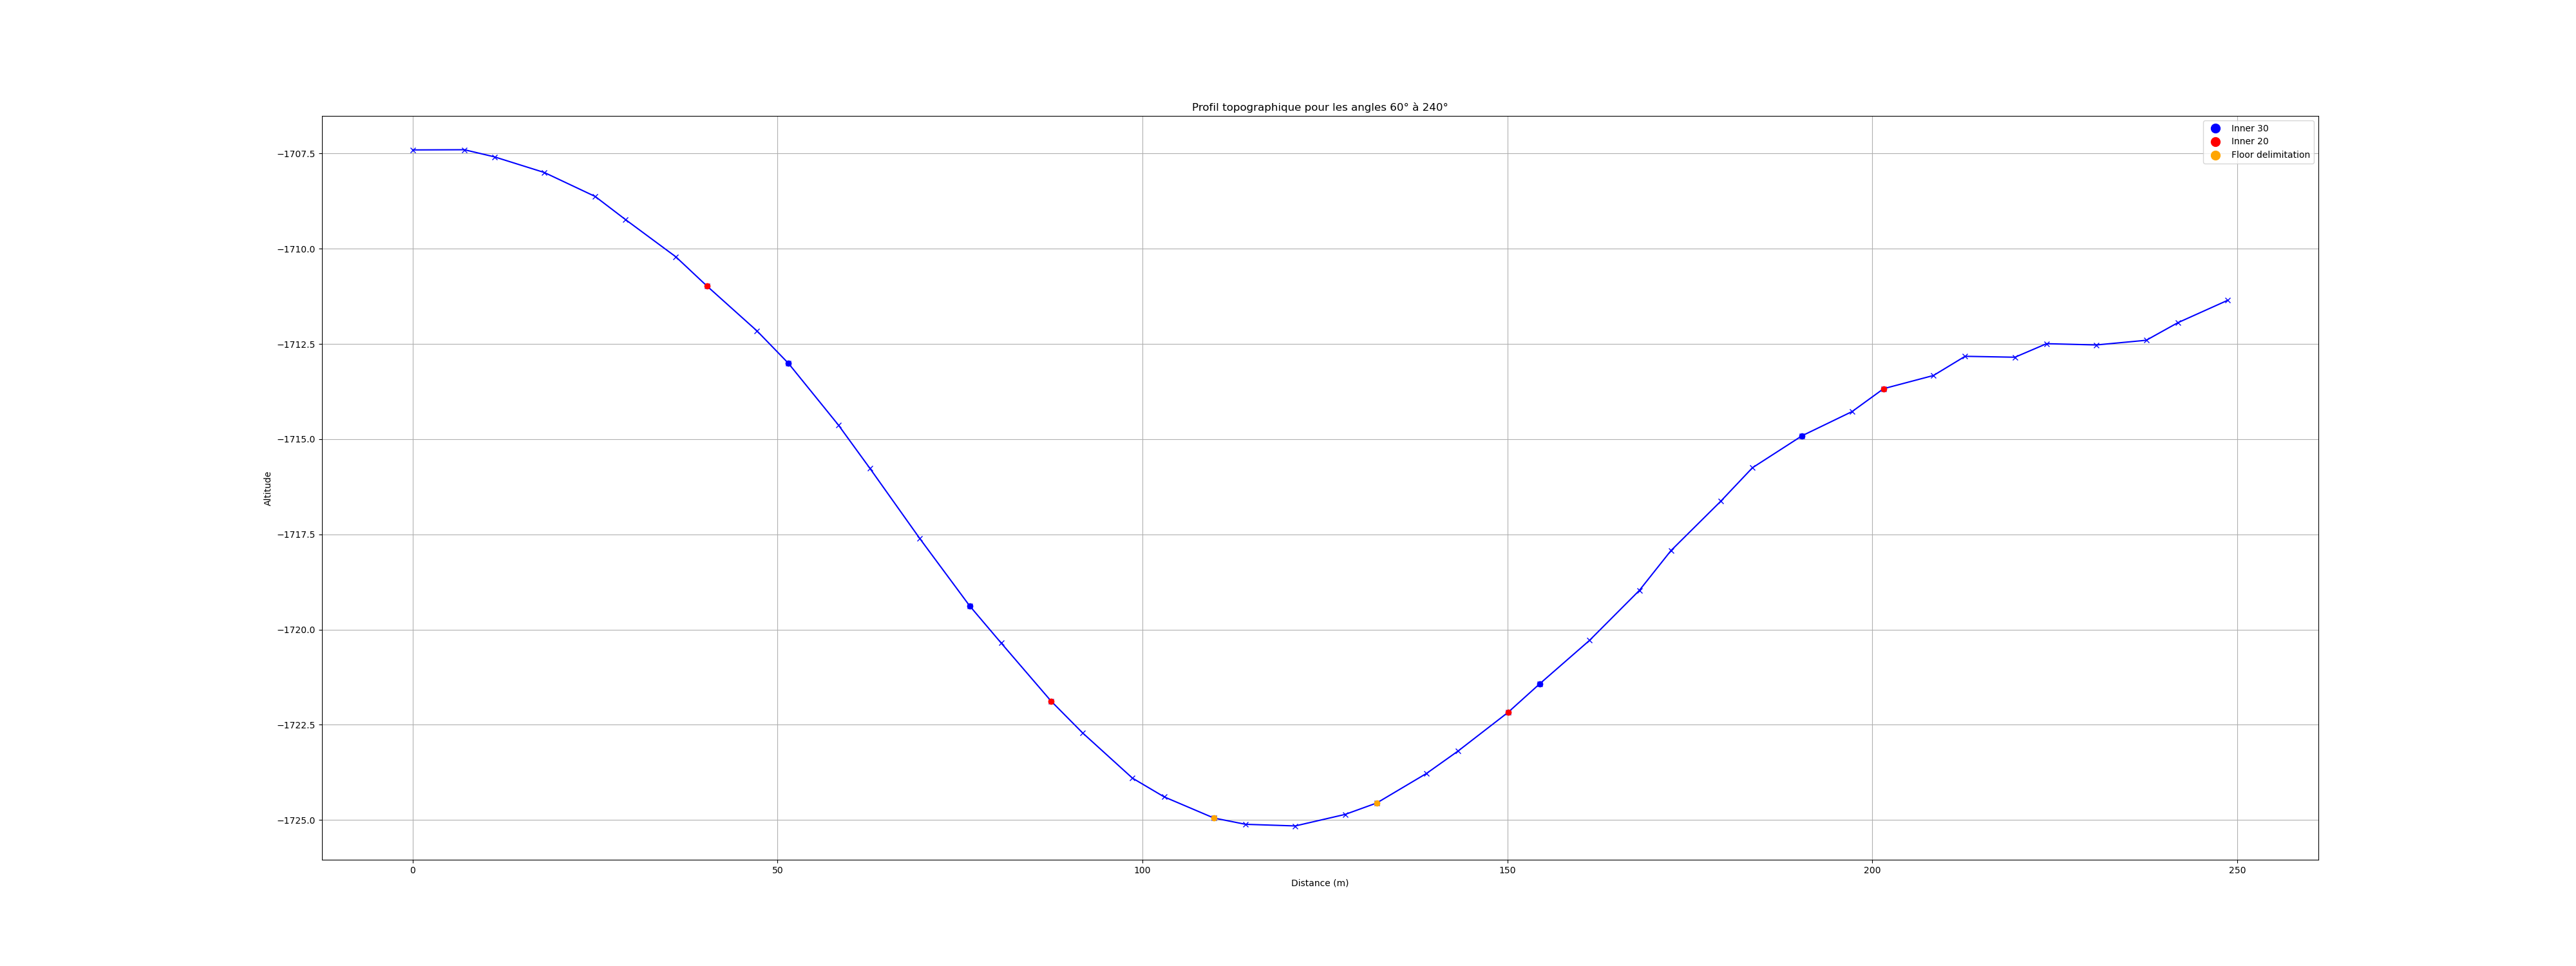 Profil topographique pour les angles 60° à 240°
Inner 30
Inner 20
Floor delimitation
−1707.5
−1710.0
−1712.5
−1715.0
−1717.5
−1720.0
−1722.5
−1725.0
Altitude
0
50
100
150
200
250
Distance (m)